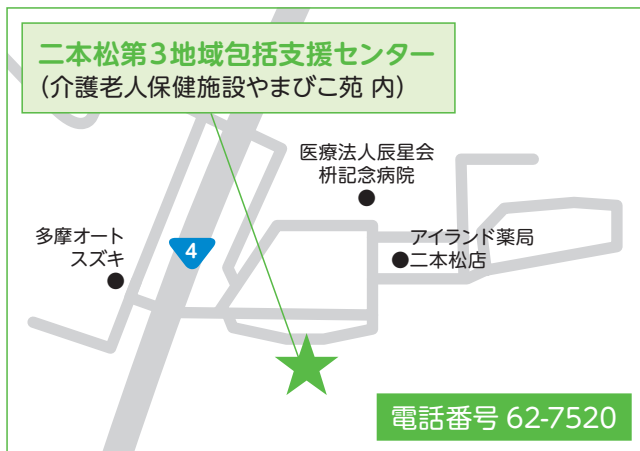 二本松第3地域包括支援センター
（介護老人保健施設やまびこ苑 内）
医療法人辰星会
枡記念病院
多摩オート
スズキ
4
アイランド薬局
二本松店
電話番号 62-7520